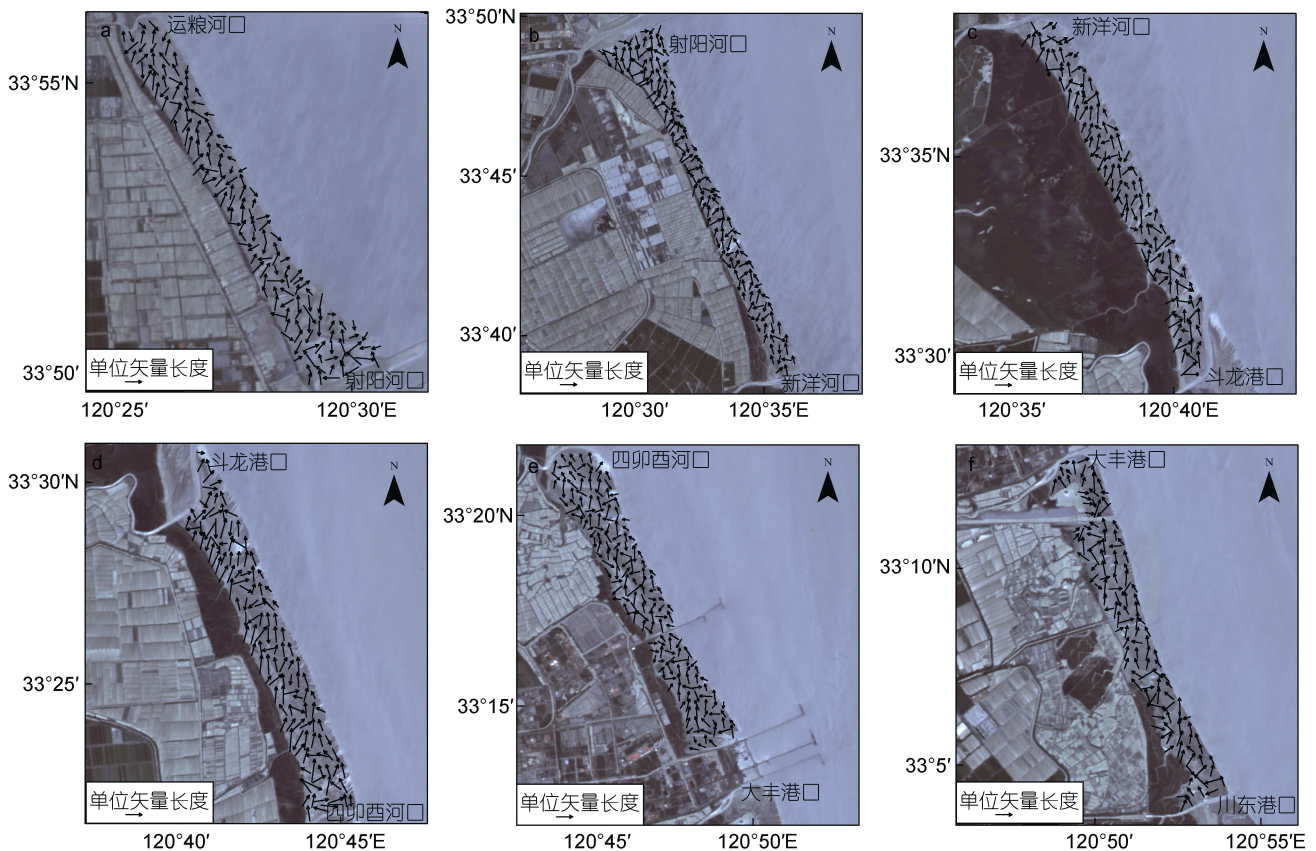 a
运粮河口
N
33°55′N
33°50′
射阳河口
单位矢量长度
120°25′
120°30′E
33°50′N
b
射阳河口
N
33°45′
33°40′
新洋河口
单位矢量长度
120°30′
120°35′E
c
新洋河口
N
33°35′N
33°30′
斗龙港口
单位矢量长度
120°35′
120°40′E
d
斗龙港口
N
33°30′N
33°25′
四卯酉河口
单位矢量长度
120°40′
120°45′E
e
四卯酉河口
N
33°20′N
33°15′
大丰港口
单位矢量长度
120°45′
120°50′E
f
大丰港口
N
33°10′N
33°5′
川东港口
单位矢量长度
120°50′
120°55′E